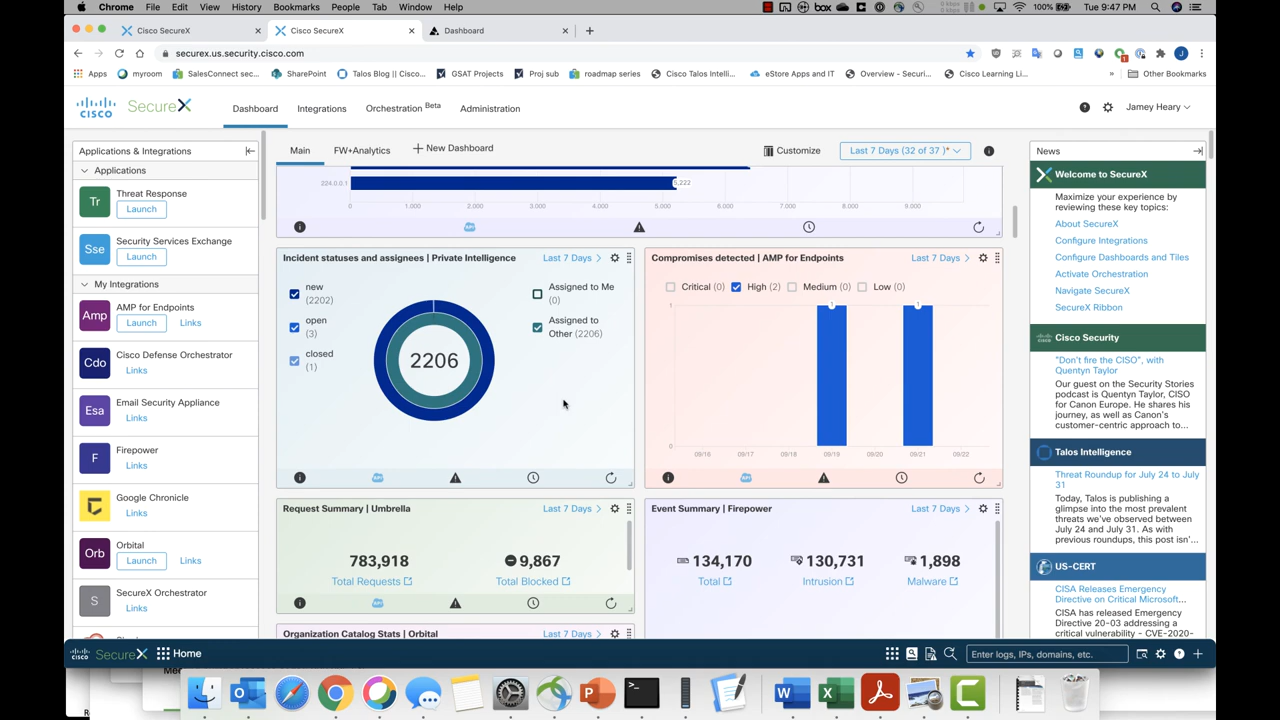 Chrome File Edit View History Bookmarks People Tab Window Help
100% Tue 9:47 PM
Cisco SecureX
Cisco SecureX
Dashboard
securex.us.security.cisco.com
Apps myroom SalesConnect sec... SharePoint Talos Blog || Cisco... GSAT Projects Proj sub roadmap series Cisco Talos Intelli... eStore Apps and IT Overview - Securi... Cisco Learning Li... » Other Bookmarks
CISCO SecureX
Dashboard Integrations Orchestration Beta Administration
Jamey Heary
Applications & Integrations
Applications
Tr
Threat Response
Launch
Sse
Security Services Exchange
Launch
My Integrations
Amp
AMP for Endpoints
Launch Links
Cdo
Cisco Defense Orchestrator
Links
Esa
Email Security Appliance
Links
F
Firepower
Links
Google Chronicle
Links
Orb
Orbital
Launch Links
S
SecureX Orchestrator
Links
Main FW+Analytics + New Dashboard
Customize
Last 7 Days (32 of 37 )*
224.0.0.1
5,222
0 1.000 2.000 3.000 4.000 5.000 6.000 7.000 8.000 9.000
API
Incident statuses and assignees | Private Intelligence
Last 7 Days
new
(2202)
open
(3)
closed
(1)
2206
Assigned to Me
(0)
Assigned to
Other (2206)
API
Compromises detected | AMP for Endpoints
Last 7 Days
Critical (0) High (2) Medium (0) Low (0)
1
1
1
0
09/16 09/17 09/18 09/19 09/20 09/21 09/22
API
Request Summary | Umbrella
Last 7 Days
783,918
Total Requests
9,867
Total Blocked
API
Event Summary | Firepower
Last 7 Days
134,170
Total
130,731
Intrusion
1,898
Malware
Organization Catalog Stats | Orbital
Last 7 Days
News
Welcome to SecureX
Maximize your experience by
reviewing these key topics:
About SecureX
Configure Integrations
Configure Dashboards and Tiles
Activate Orchestration
Navigate SecureX
SecureX Ribbon
Cisco Security
"Don't fire the CISO", with
Quentyn Taylor
Our guest on the Security Stories
podcast is Quentyn Taylor, CISO
for Canon Europe. He shares his
journey, as well as Canon's
customer-centric approach to...
Talos Intelligence
Threat Roundup for July 24 to July
31
Today, Talos is publishing a
glimpse into the most prevalent
threats we've observed between
July 24 and July 31. As with
previous roundups, this post isn'...
US-CERT
CISA Releases Emergency
Directive on Critical Microsoft...
CISA has released Emergency
Directive 20-03 addressing a
critical vulnerability - CVE-2020-
CISCO SecureX Home
Enter logs, IPs, domains, etc.